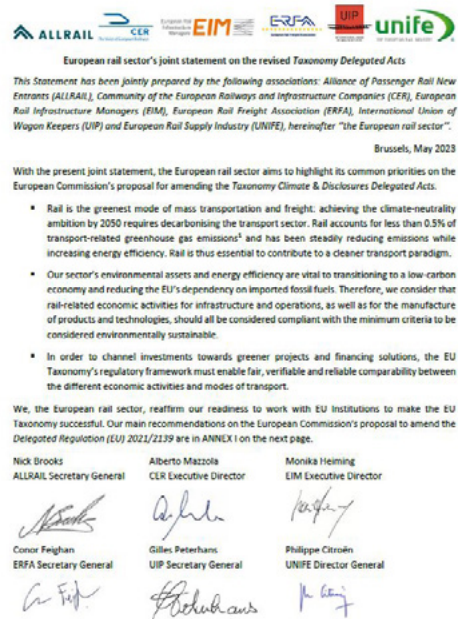 ALLRAIL
CER
EIM
ERFA
UIP
unife
European rail sector's joint statement on the revised Taxonomy Delegated Acts
This Statement has been jointly prepared by the following associations: Alliance of Passenger Rail New
Entrants (ALLRAIL), Community of the European Railways and Infrastructure Companies (CER), European
Rail Infrastructure Managers (EIM), European Rail Freight Association (ERFA), International Union of
Wagon Keepers (UIP) and European Rail Supply Industry (UNIFE), hereinafter "the European rail sector".
Brussels, May 2023
With the present joint statement, the European rail sector aims to highlight its common priorities on the
European Commission's proposal for amending the Taxonomy Climate & Disclosures Delegated Acts.
▪ Rail is the greenest mode of mass transportation and freight: achieving the climate-neutrality
ambition by 2050 requires decarbonising the transport sector. Rail accounts for less than 0.5% of
transport-related greenhouse gas emissions¹ and has been steadily reducing emissions while
increasing energy efficiency. Rail is thus essential to contribute to a cleaner transport paradigm.
▪ Our sector's environmental assets and energy efficiency are vital to transitioning to a low-carbon
economy and reducing the EU's dependency on imported fossil fuels. Therefore, we consider that
rail-related economic activities for infrastructure and operations, as well as for the manufacture
of products and technologies, should all be considered compliant with the minimum criteria to be
considered environmentally sustainable.
▪ In order to channel investments towards greener projects and financing solutions, the EU
Taxonomy's regulatory framework must enable fair, verifiable and reliable comparability between
the different economic activities and modes of transport.
We, the European rail sector, reaffirm our readiness to work with EU Institutions to make the EU
Taxonomy successful. Our main recommendations on the European Commission's proposal to amend the
Delegated Regulation (EU) 2021/2139 are in ANNEX I on the next page.
Nick Brooks Alberto Mazzola Monika Heiming
ALLRAIL Secretary General CER Executive Director EIM Executive Director
Conor Feighan Gilles Peterhans Philippe Citroën
ERFA Secretary General UIP Secretary General UNIFE Director General